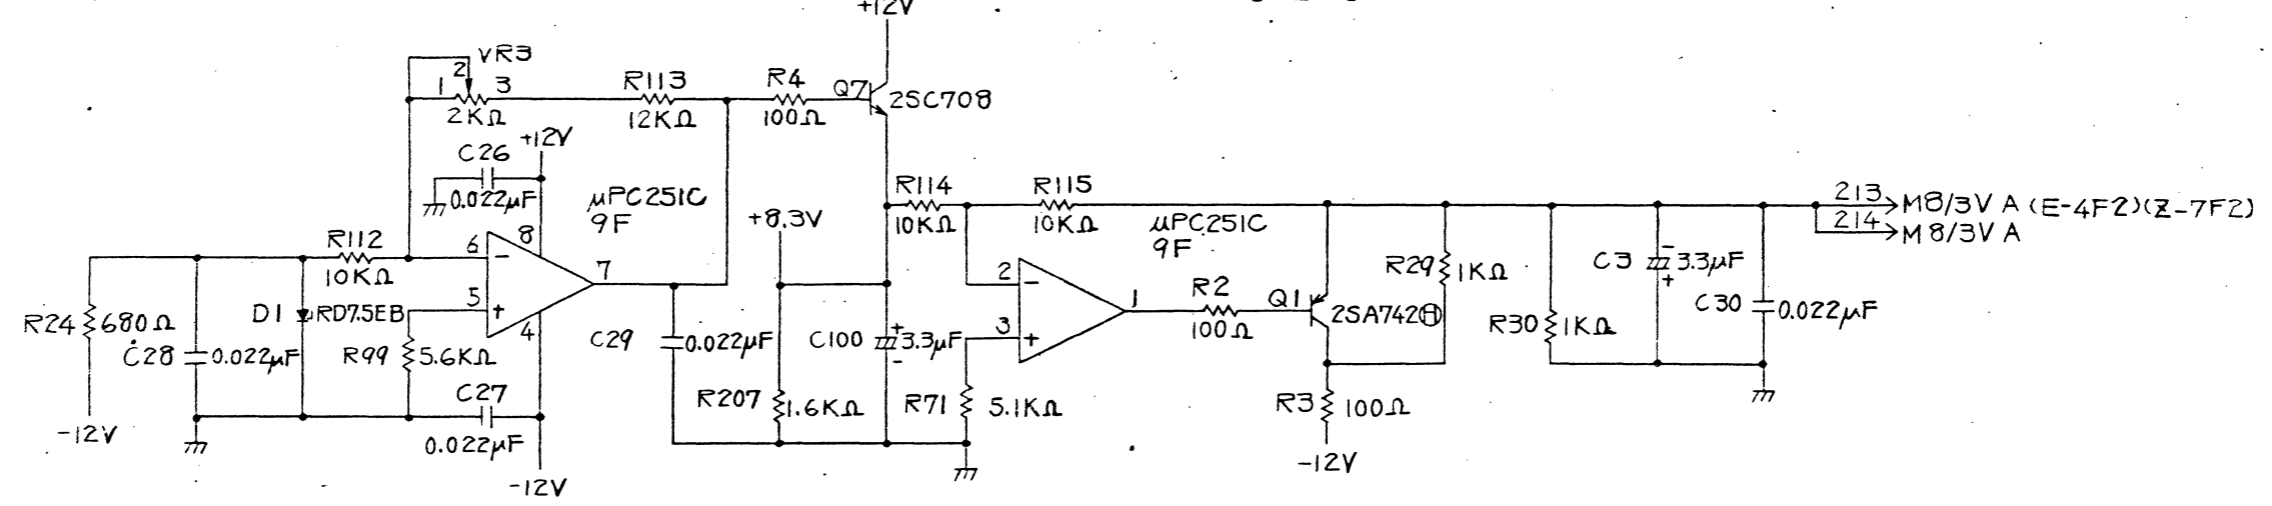 +12V
VR3
1
2
3
2KΩ
R113
12KΩ
R4
100Ω
Q7
2SC708
+12V
C26
0.022μF
μPC251C
9F
8
R112
10KΩ
6
-
5
+
7
4
R24
680Ω
C28
0.022μF
D1
RD7.5EB
R99
5.6KΩ
C27
0.022μF
-12V
-12V
C29
0.022μF
+8.3V
R207
1.6KΩ
C100
+
3.3μF
-
R114
10KΩ
R115
10KΩ
μPC251C
9F
2
-
3
+
1
R71
5.1KΩ
R2
100Ω
Q1
2SA742Ⓗ
R3
100Ω
-12V
R29
1KΩ
R30
1KΩ
C3
-
3.3μF
+
C30
0.022μF
213
M8/3V A (E-4F2)(Z-7F2)
214
M8/3V A